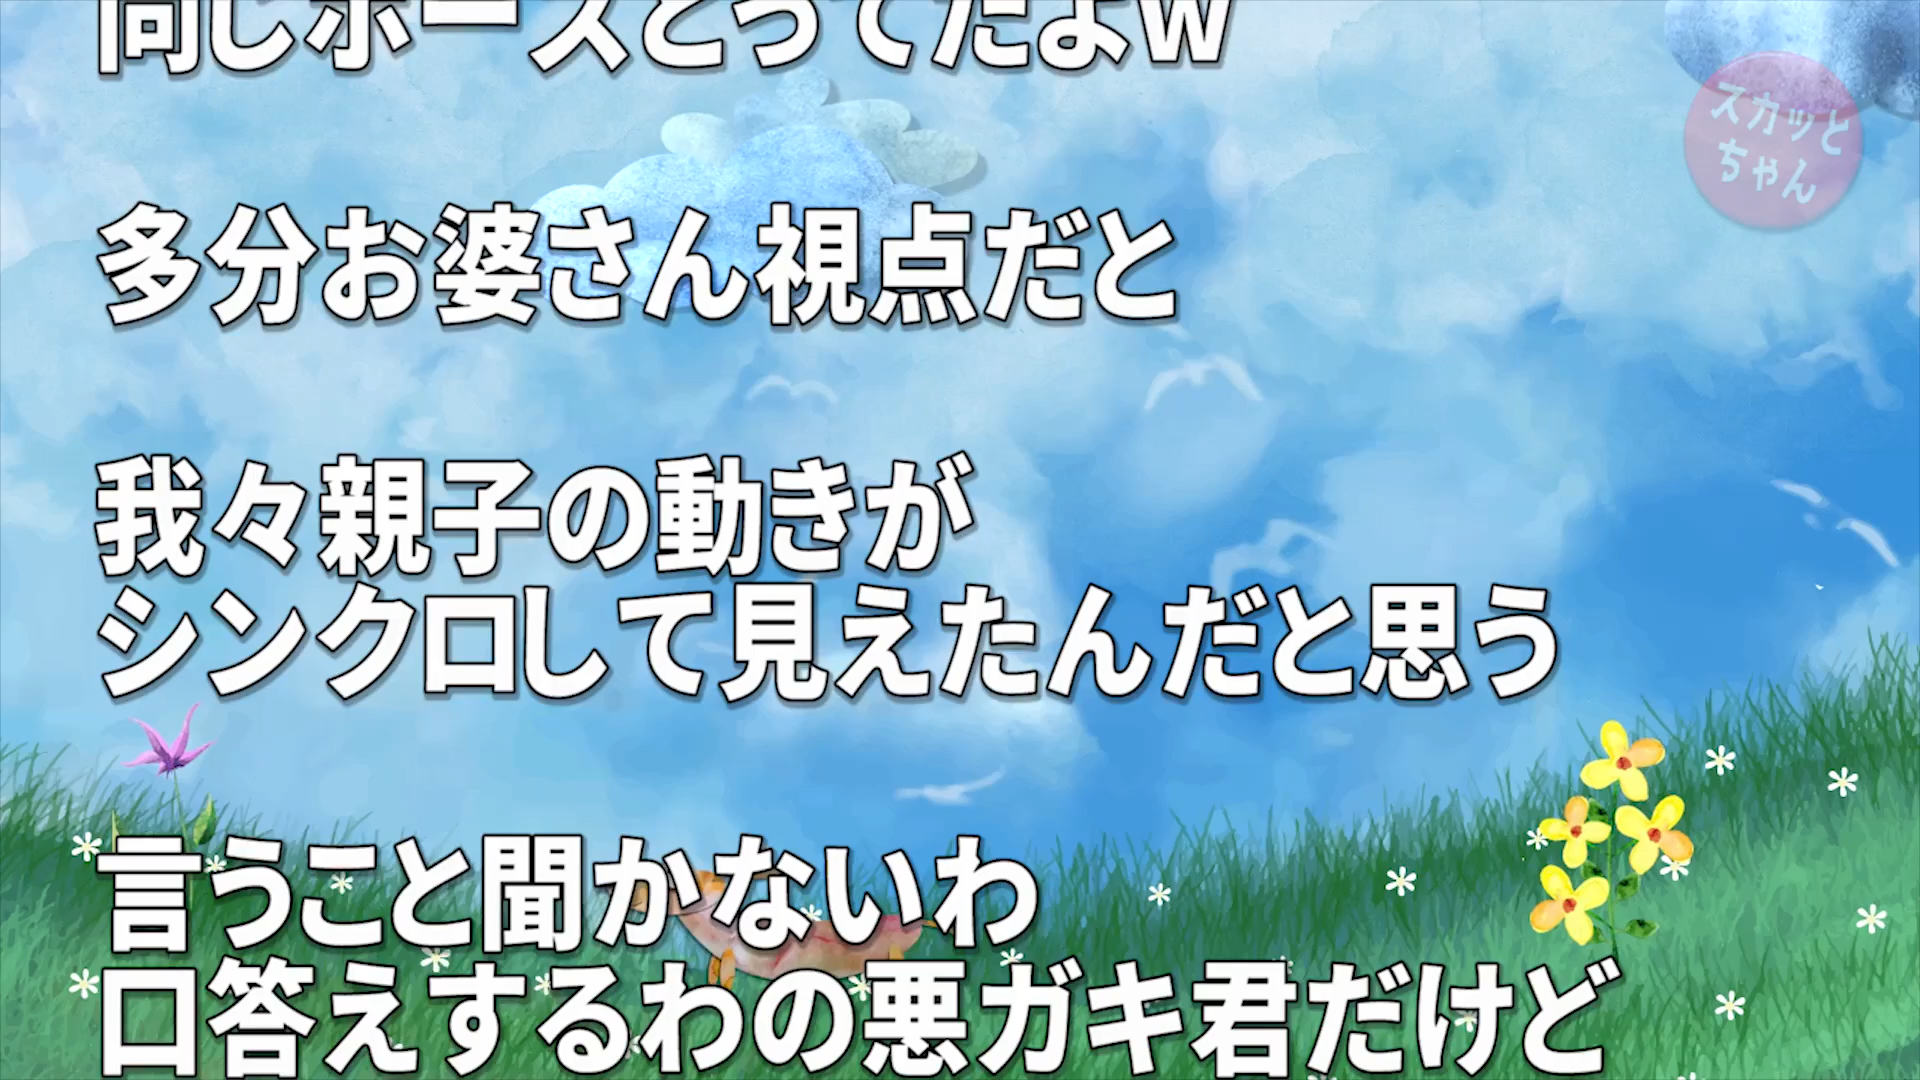 同じポーズとってたよw
スカッと
ちゃん
多分お婆さん視点だと
我々親子の動きが
シンクロして見えたんだと思う
言うこと聞かないわ
口答えするわの悪ガキ君だけど